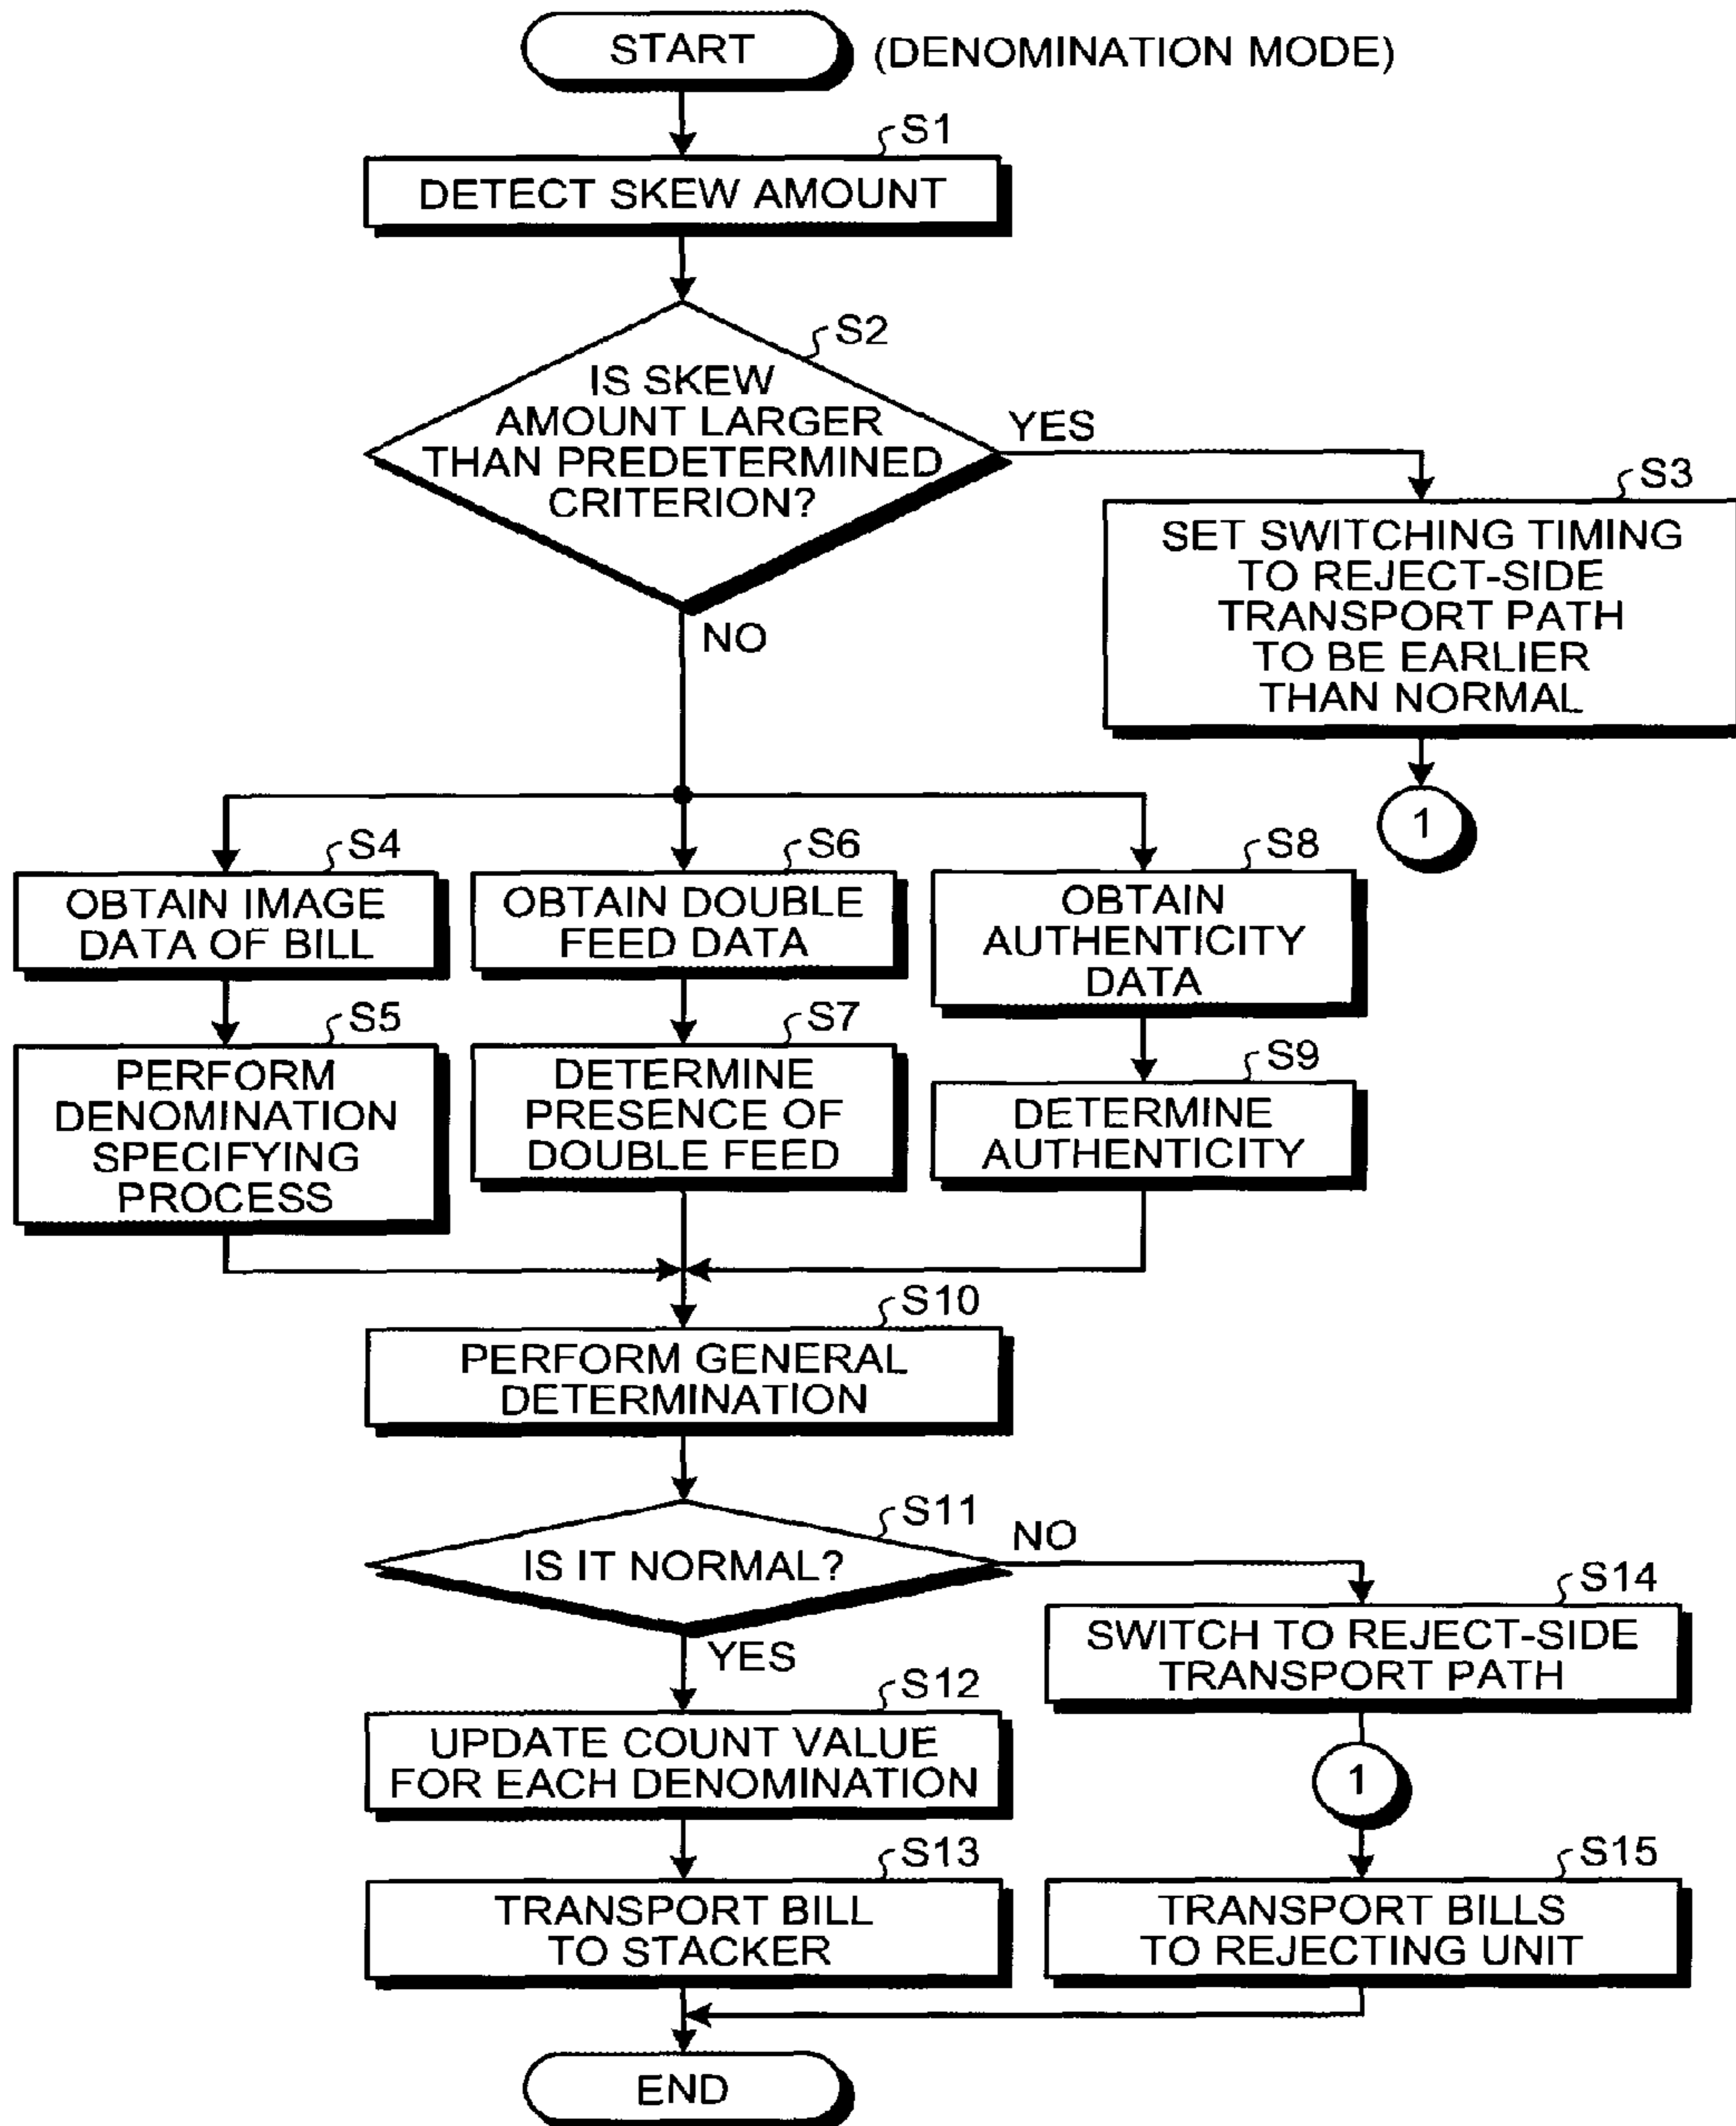 START
(DENOMINATION MODE)
S1
DETECT SKEW AMOUNT
S2
IS SKEW
AMOUNT LARGER
THAN PREDETERMINED
CRITERION?
YES
NO
S3
SET SWITCHING TIMING
TO REJECT-SIDE
TRANSPORT PATH
TO BE EARLIER
THAN NORMAL
1
S4
OBTAIN IMAGE
DATA OF BILL
S5
PERFORM
DENOMINATION
SPECIFYING
PROCESS
S6
OBTAIN DOUBLE
FEED DATA
S7
DETERMINE
PRESENCE OF
DOUBLE FEED
S8
OBTAIN
AUTHENTICITY
DATA
S9
DETERMINE
AUTHENTICITY
S10
PERFORM GENERAL
DETERMINATION
S11
IS IT NORMAL?
NO
YES
S12
UPDATE COUNT VALUE
FOR EACH DENOMINATION
S13
TRANSPORT BILL
TO STACKER
S14
SWITCH TO REJECT-SIDE
TRANSPORT PATH
1
S15
TRANSPORT BILLS
TO REJECTING UNIT
END